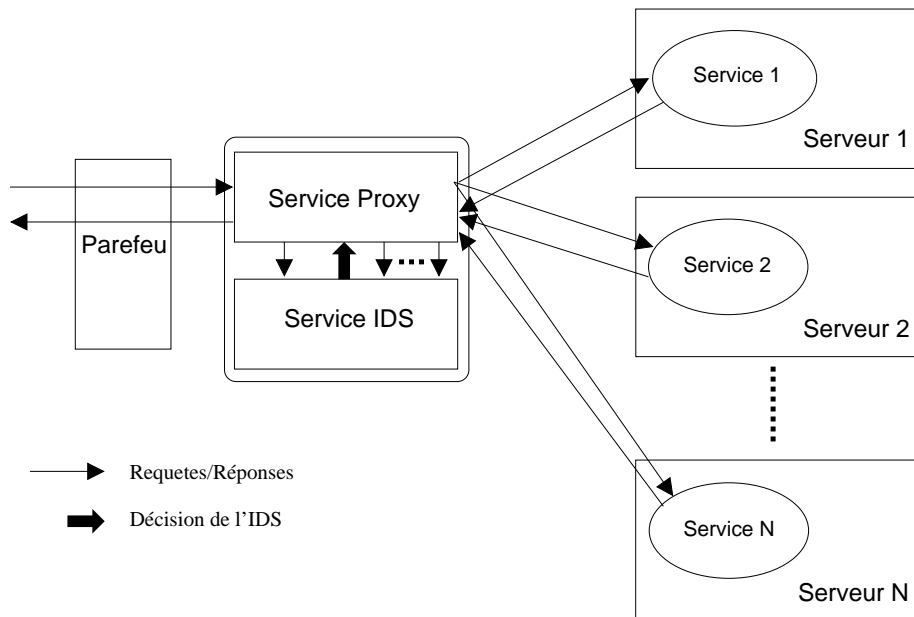 Service 1
Serveur 1
Parefeu
Service Proxy
Service IDS
Service 2
Serveur 2
Requetes/Réponses
Décision de l'IDS
Service N
Serveur N